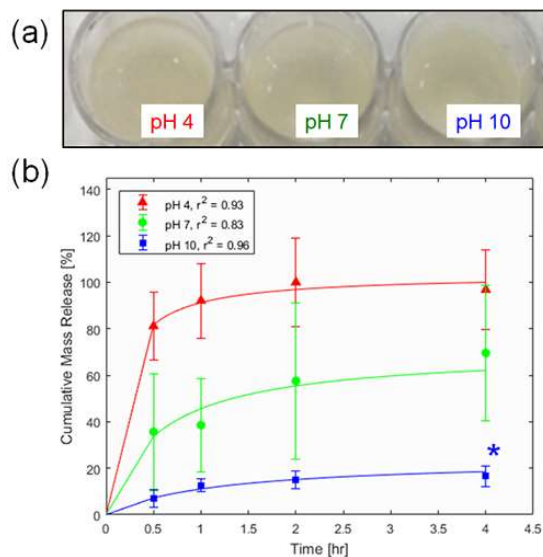 (a)
pH 4 pH 7 pH 10
(b)
pH 4, r² = 0.93
pH 7, r² = 0.83
pH 10, r² = 0.96
Cumulative Mass Release [%]
140
120
100
80
60
40
20
0
*
0 0.5 1 1.5 2 2.5 3 3.5 4 4.5
Time [hr]